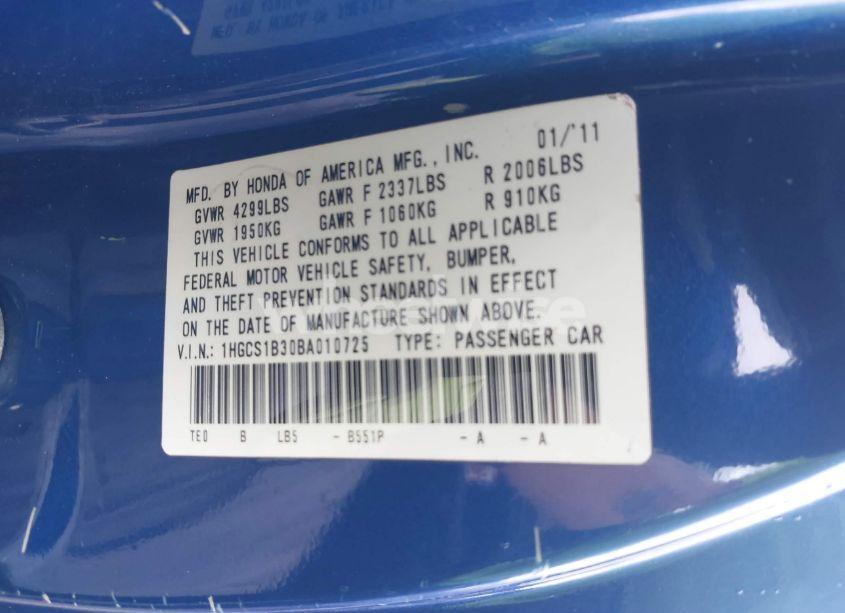 MFD. BY HONDA OF AMERICA MFG., INC. 01/'11
GVWR 4299LBS GAWR F 2337LBS R 2006LBS
GVWR 1950KG GAWR F 1060KG R 910KG
THIS VEHICLE CONFORMS TO ALL APPLICABLE
FEDERAL MOTOR VEHICLE SAFETY, BUMPER,
AND THEFT PREVENTION STANDARDS IN EFFECT
ON THE DATE OF MANUFACTURE SHOWN ABOVE.
V.I.N.: 1HGCS1B30BA010725 TYPE: PASSENGER CAR
TE0 B LB5 - B551P - A - A